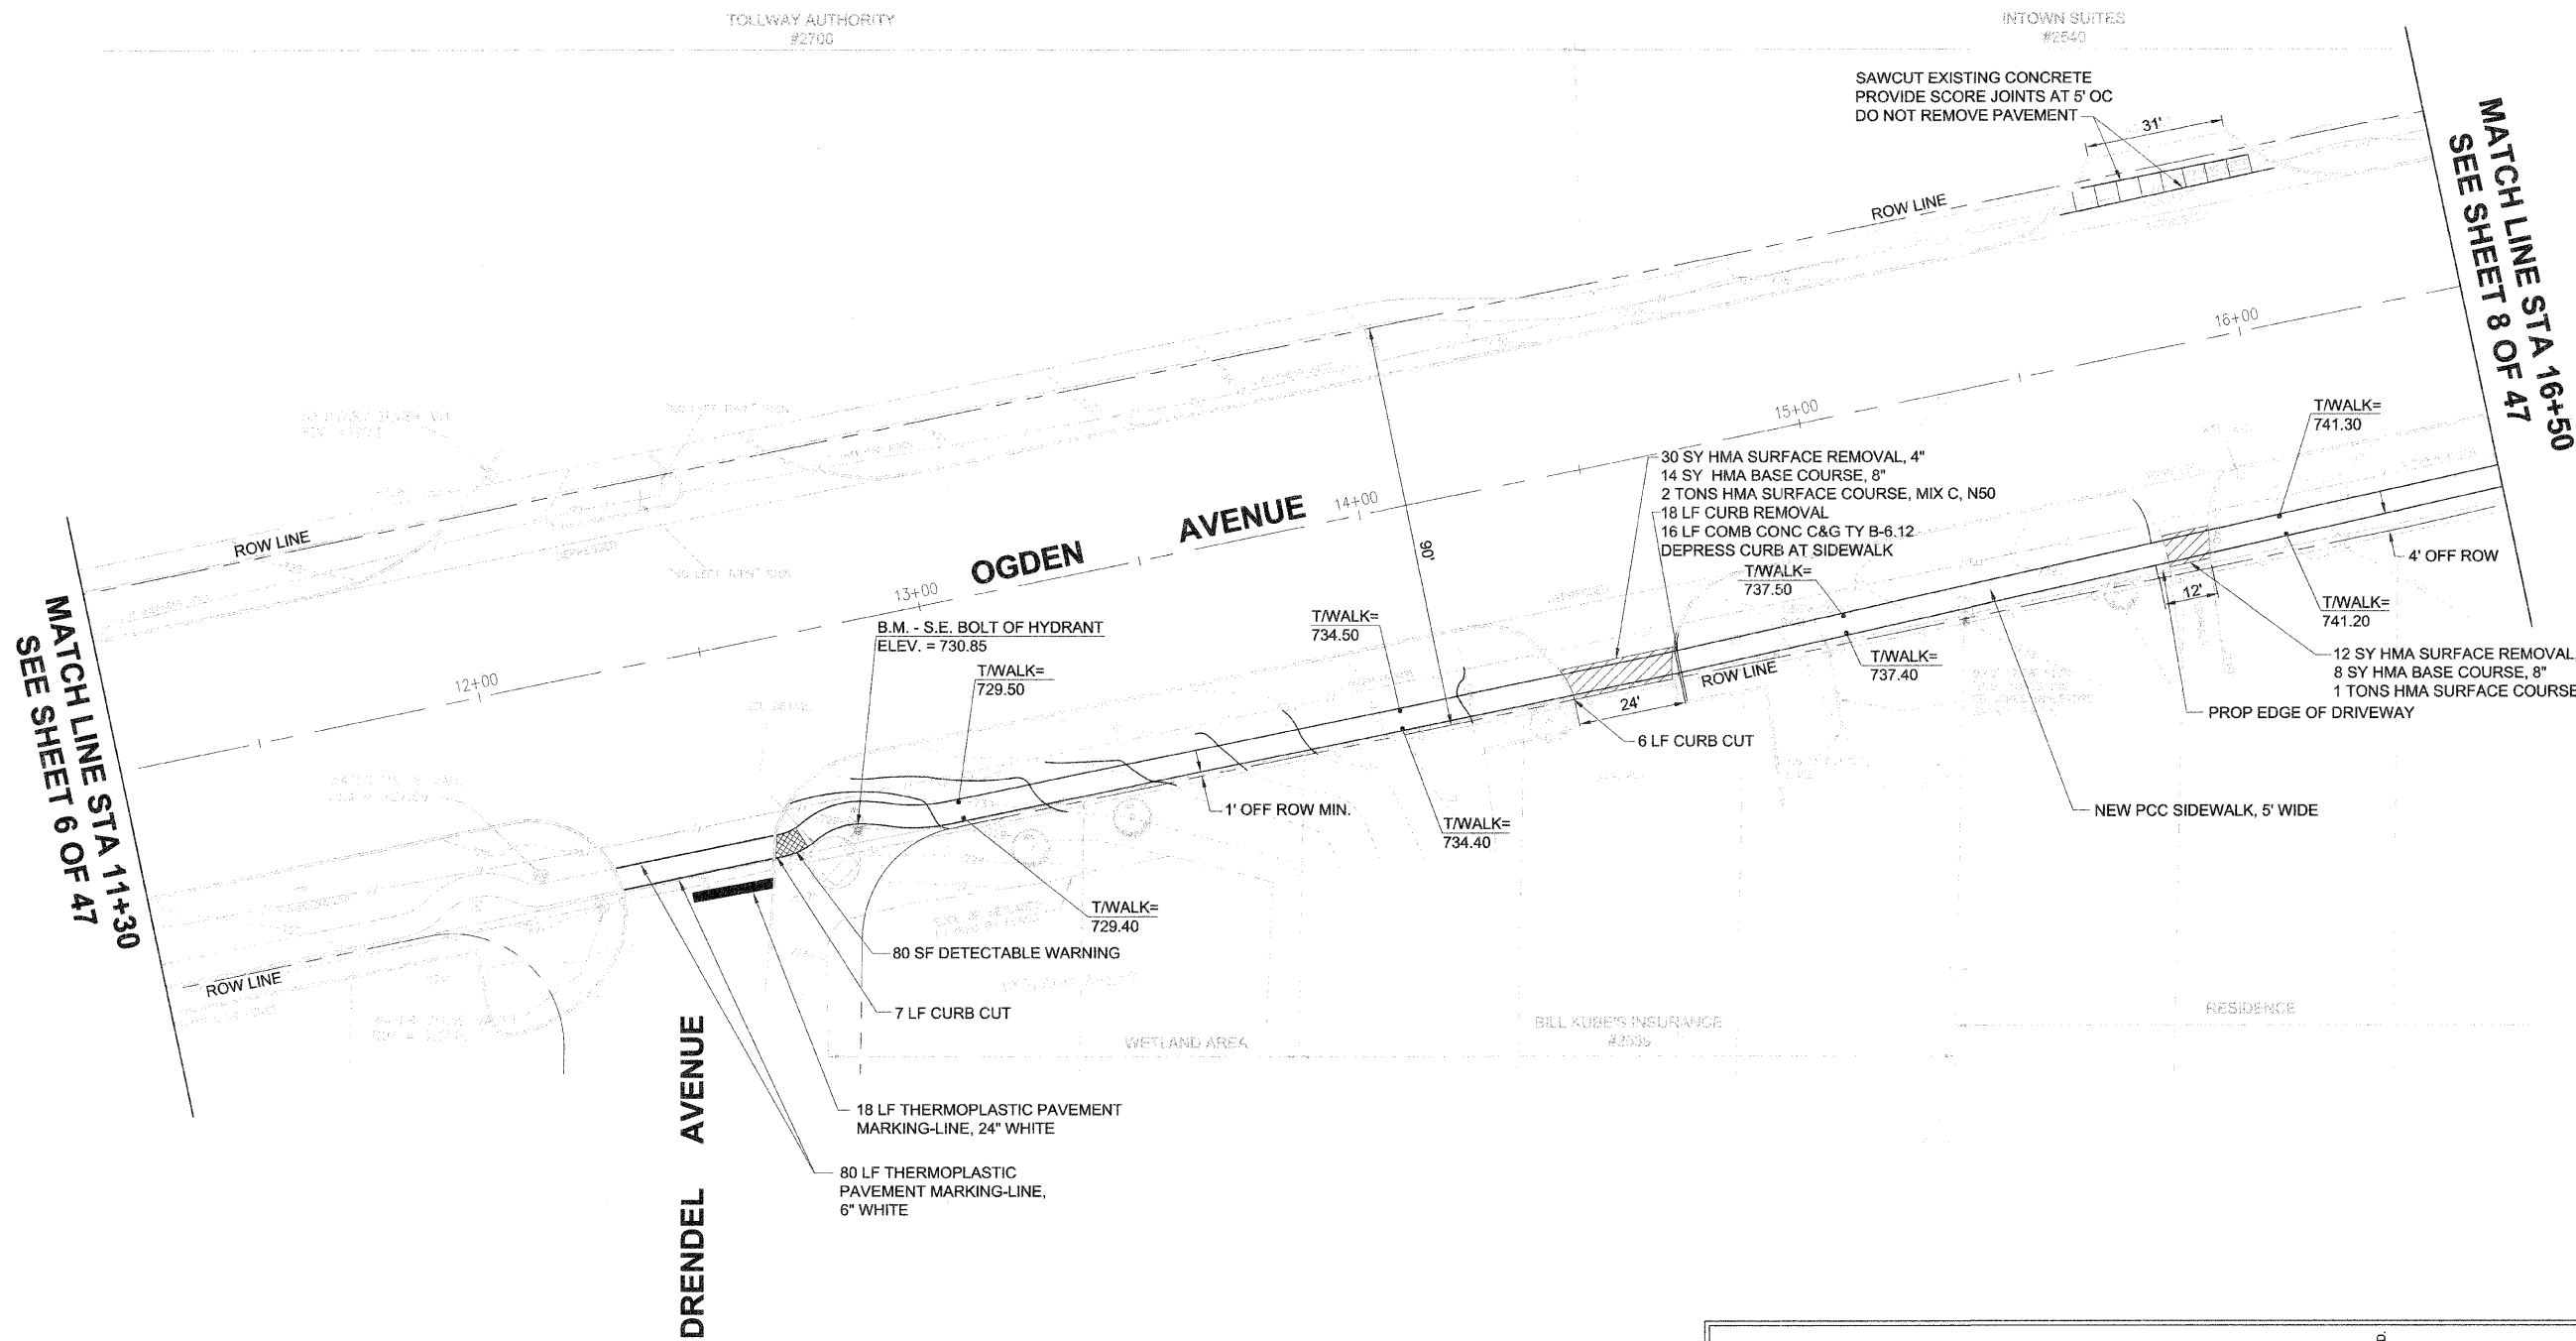 TOLLWAY AUTHORITY
#2700
INTOWN SUITES
#2540
SAWCUT EXISTING CONCRETE
PROVIDE SCORE JOINTS AT 5' OC
DO NOT REMOVE PAVEMENT
31'
MATCH LINE STA 16+50
SEE SHEET 8 OF 47
ROW LINE
16+00
15+00
14+00
13+00
12+00
OGDEN AVENUE
90'
T/WALK=
741.30
30 SY HMA SURFACE REMOVAL, 4"
14 SY HMA BASE COURSE, 8"
2 TONS HMA SURFACE COURSE, MIX C, N50
18 LF CURB REMOVAL
16 LF COMB CONC C&G TY B-6.12
DEPRESS CURB AT SIDEWALK
T/WALK=
737.50
ROW LINE
"NO LEFT TURN" SIGN
DEPRESSED
"NO LEFT TURN" SIGN
4' OFF ROW
12'
T/WALK=
741.20
MATCH LINE STA 11+30
SEE SHEET 6 OF 47
B.M. - S.E. BOLT OF HYDRANT
ELEV. = 730.85
T/WALK=
729.50
T/WALK=
734.50
T/WALK=
737.40
ROW LINE
24'
12 SY HMA SURFACE REMOVAL
8 SY HMA BASE COURSE, 8"
1 TONS HMA SURFACE COURSE
PROP EDGE OF DRIVEWAY
6 LF CURB CUT
1' OFF ROW MIN.
NEW PCC SIDEWALK, 5' WIDE
T/WALK=
734.40
T/WALK=
729.40
80 SF DETECTABLE WARNING
ROW LINE
7 LF CURB CUT
WETLAND AREA
BILL KUBE'S INSURANCE
#2535
RESIDENCE
DRENDEL AVENUE
18 LF THERMOPLASTIC PAVEMENT
MARKING-LINE, 24" WHITE
80 LF THERMOPLASTIC
PAVEMENT MARKING-LINE,
6" WHITE